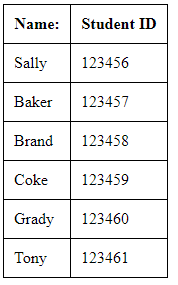 Name: Student ID
Sally 123456
Baker 123457
Brand 123458
Coke 123459
Grady 123460
Tony 123461